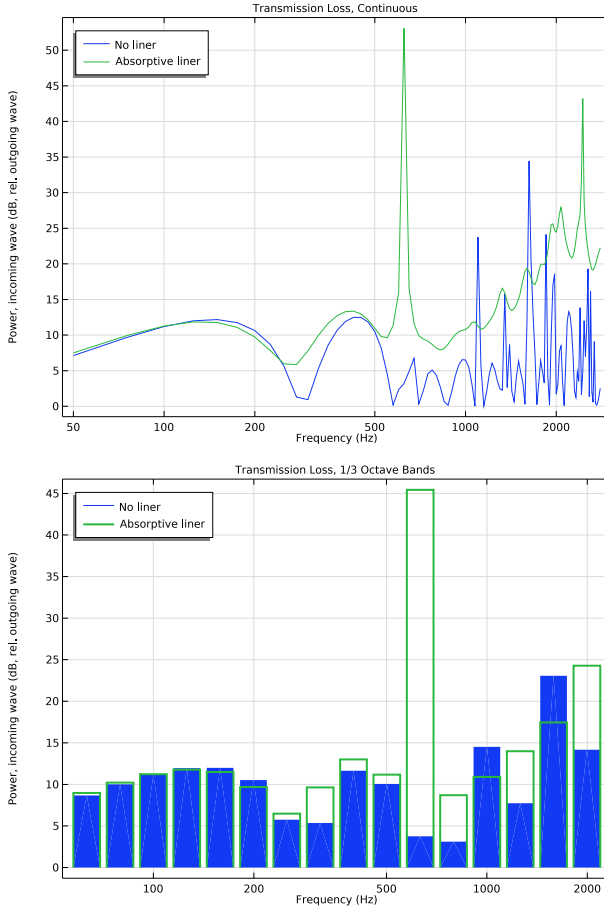 Transmission Loss, Continuous
Power, incoming wave (dB, rel. outgoing wave)
50
45
40
35
30
25
20
15
10
5
0
No liner
Absorptive liner
50 100 200 500 1000 2000
Frequency (Hz)
Transmission Loss, 1/3 Octave Bands
Power, incoming wave (dB, rel. outgoing wave)
45
40
35
30
25
20
15
10
5
0
No liner
Absorptive liner
100 200 500 1000 2000
Frequency (Hz)